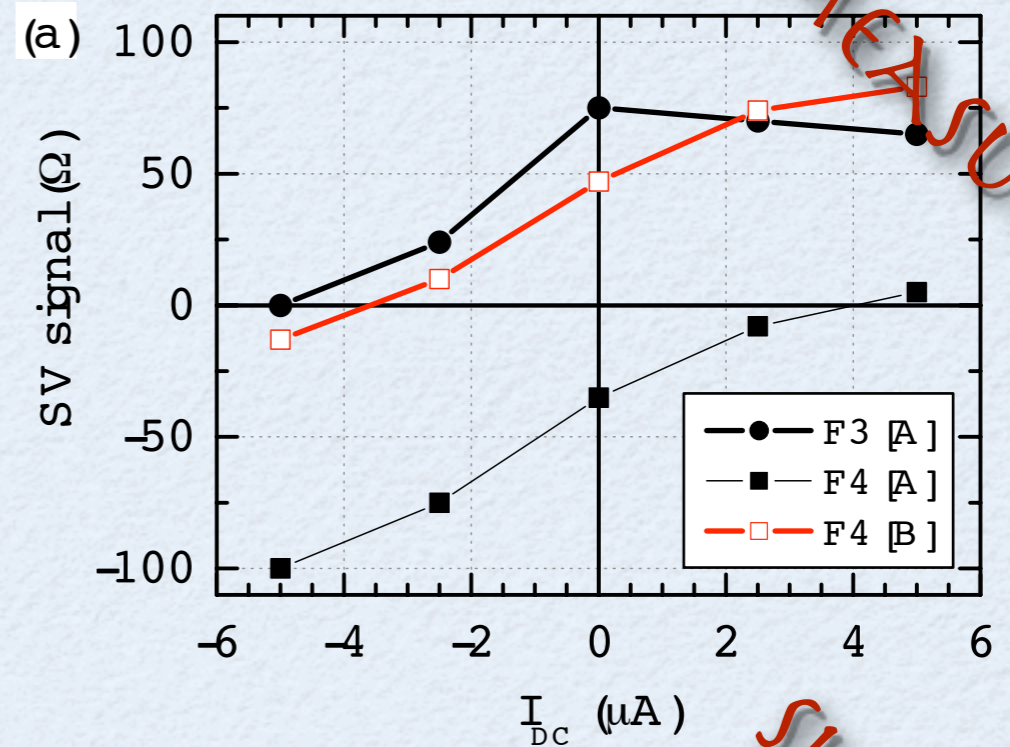 (a)
100
50
0
−50
−100
SV signal(Ω)
F3 [A]
F4 [A]
F4 [B]
−6 −4 −2 0 2 4 6
I_DC (μA)